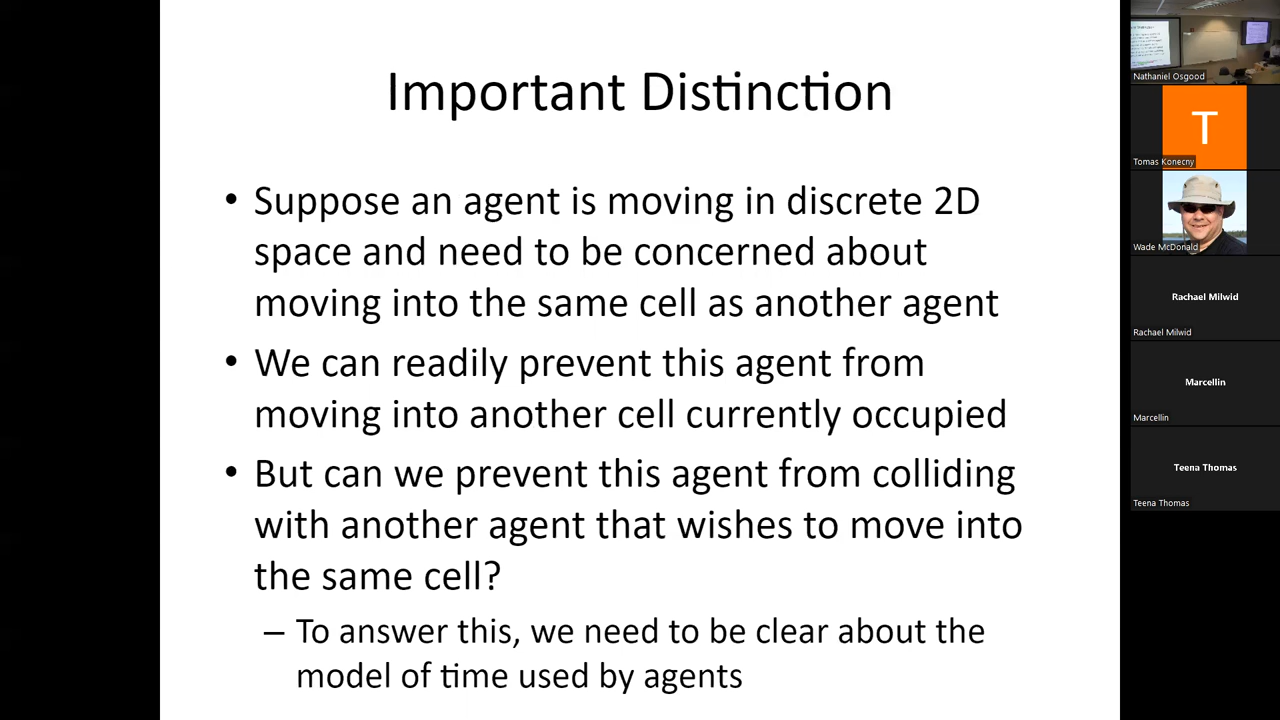 Important Distinction
• Suppose an agent is moving in discrete 2D
space and need to be concerned about
moving into the same cell as another agent
• We can readily prevent this agent from
moving into another cell currently occupied
• But can we prevent this agent from colliding
with another agent that wishes to move into
the same cell?
– To answer this, we need to be clear about the
model of time used by agents
Nathaniel Osgood
T
Tomas Konecny
Wade McDonald
Rachael Milwid
Rachael Milwid
Marcellin
Marcellin
Teena Thomas
Teena Thomas